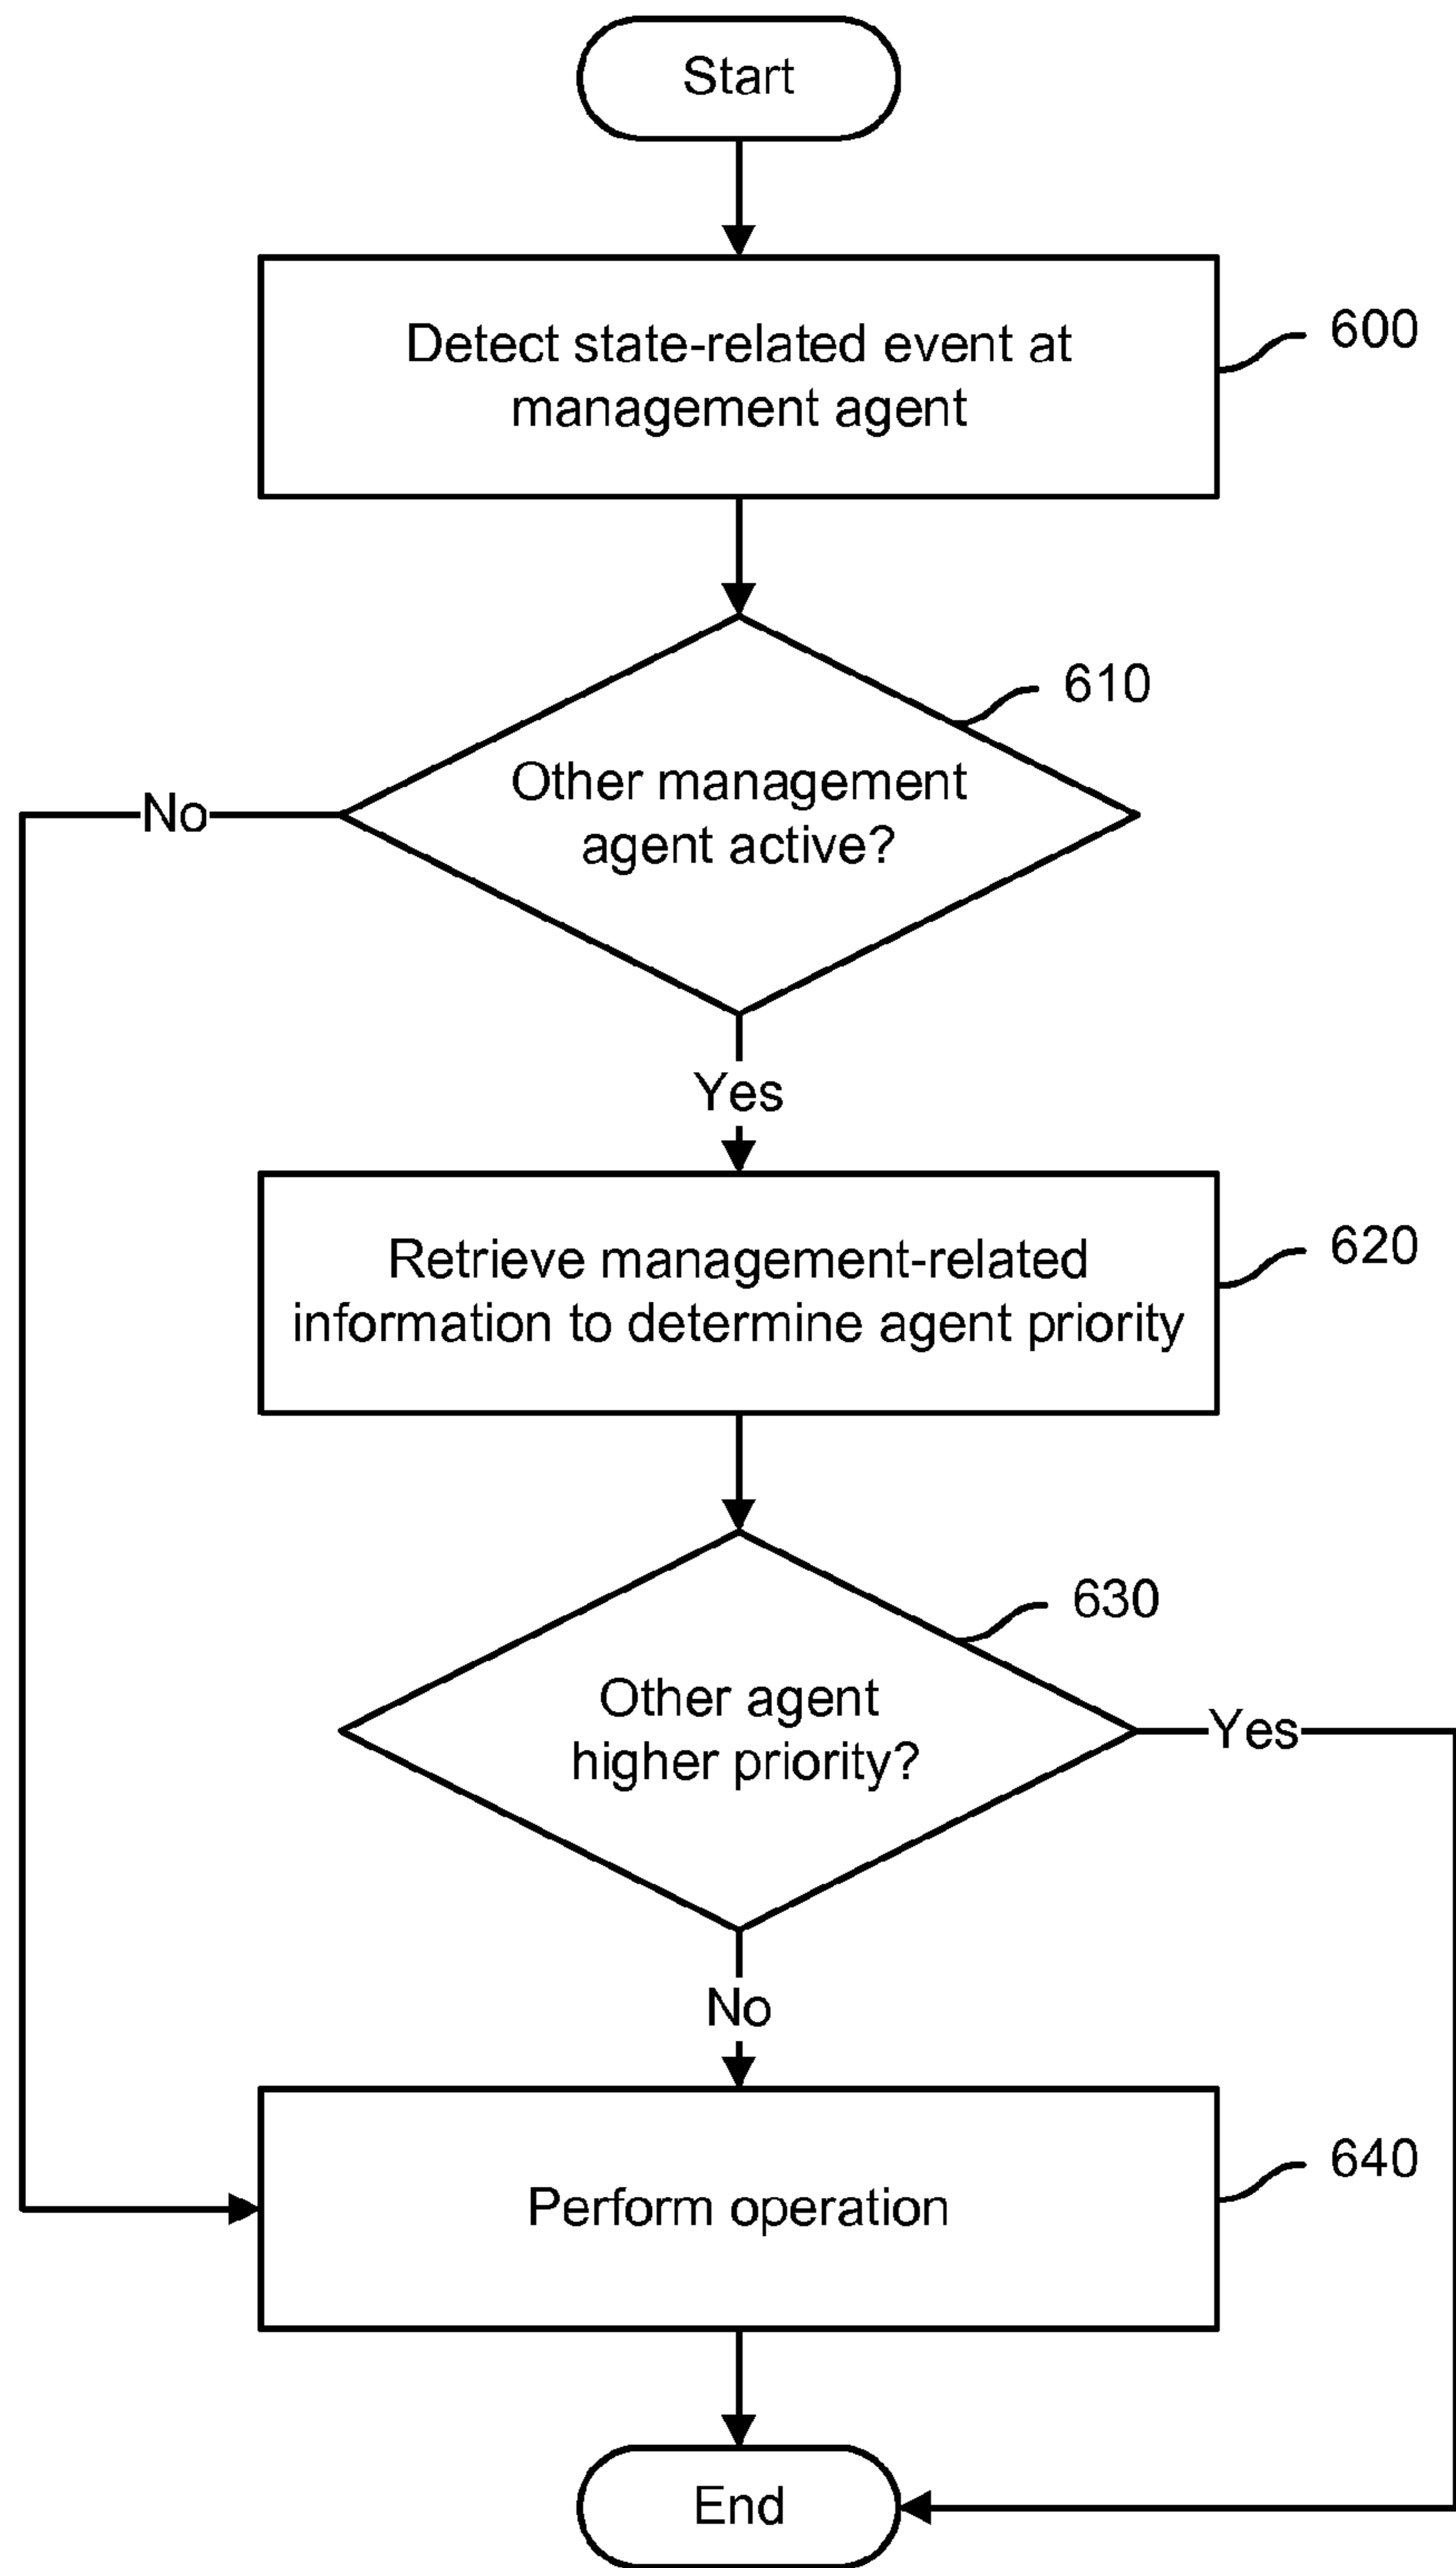 Start
Detect state-related event at
management agent
600
610
Other management
agent active?
No
Yes
Retrieve management-related
information to determine agent priority
620
630
Other agent
higher priority?
Yes
No
Perform operation
640
End